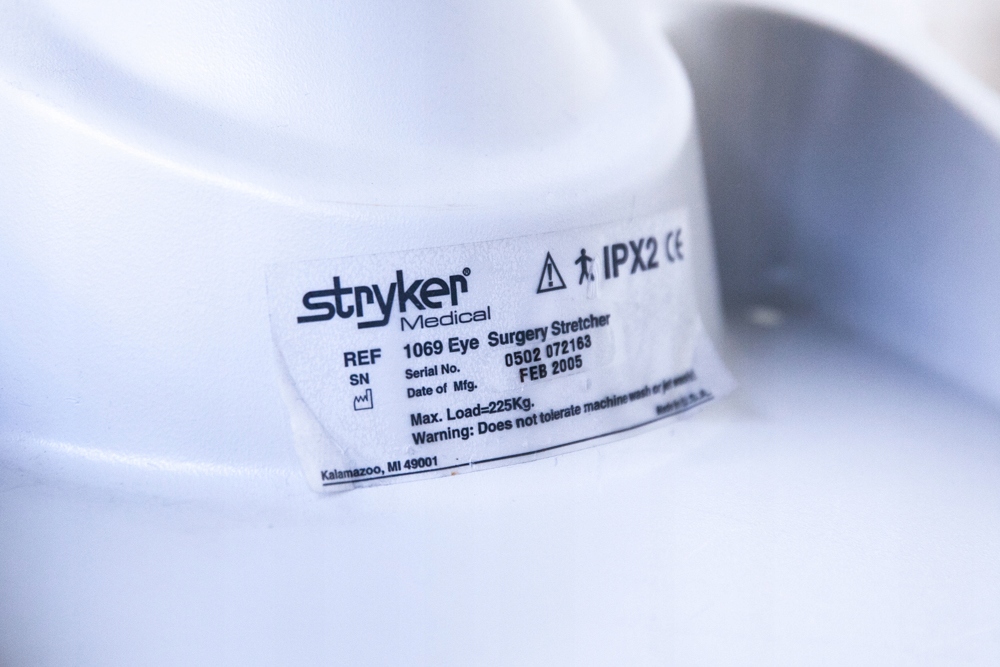 stryker®
Medical
IPX2 CE
REF 1069 Eye Surgery Stretcher
SN Serial No. 0502 072163
Date of Mfg. FEB 2005
Max. Load=225Kg.
Warning: Does not tolerate machine wash or jet
Kalamazoo, MI 49001